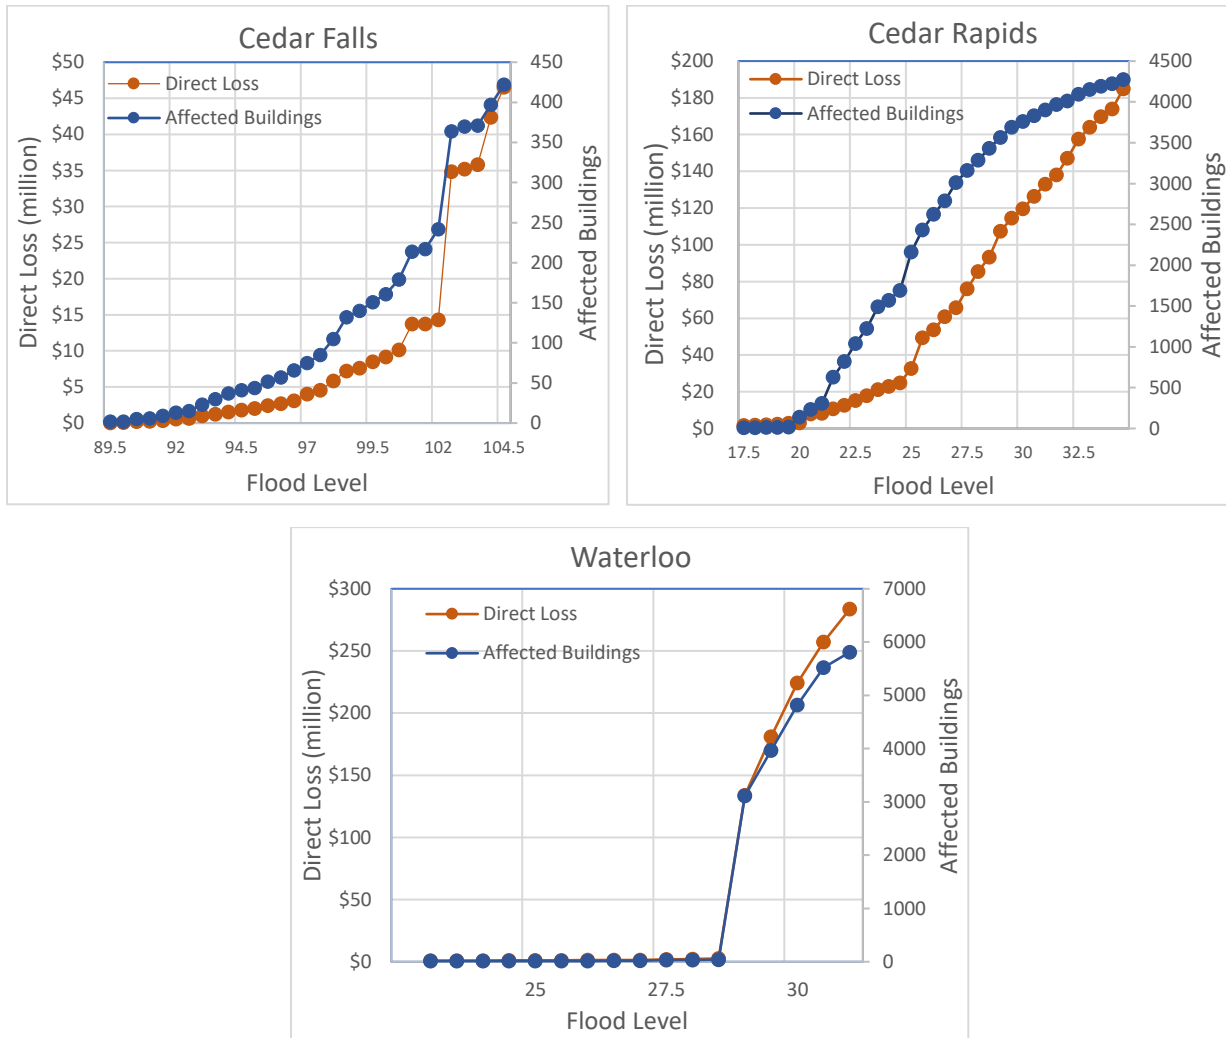 Cedar Falls
$50
$45
$40
$35
$30
$25
$20
$15
$10
$5
$0
450
400
350
300
250
200
150
100
50
0
Direct Loss (million)
Affected Buildings
Direct Loss
Affected Buildings
89.5 92 94.5 97 99.5 102 104.5
Flood Level
Cedar Rapids
$200
$180
$160
$140
$120
$100
$80
$60
$40
$20
$0
4500
4000
3500
3000
2500
2000
1500
1000
500
0
Direct Loss (million)
Affected Buildings
Direct Loss
Affected Buildings
17.5 20 22.5 25 27.5 30 32.5
Flood Level
Waterloo
$300
$250
$200
$150
$100
$50
$0
7000
6000
5000
4000
3000
2000
1000
0
Direct Loss (million)
Affected Buildings
Direct Loss
Affected Buildings
25 27.5 30
Flood Level